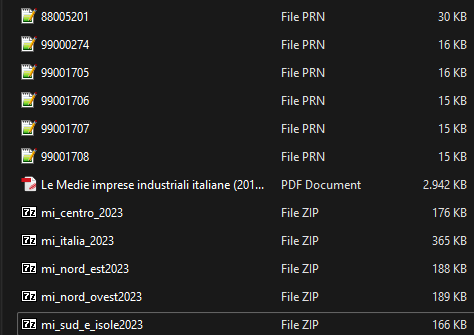 88005201 File PRN 30 KB
99000274 File PRN 16 KB
99001705 File PRN 16 KB
99001706 File PRN 15 KB
99001707 File PRN 15 KB
99001708 File PRN 15 KB
Le Medie imprese industriali italiane (201... PDF Document 2.942 KB
mi_centro_2023 File ZIP 176 KB
mi_italia_2023 File ZIP 365 KB
mi_nord_est2023 File ZIP 188 KB
mi_nord_ovest2023 File ZIP 189 KB
mi_sud_e_isole2023 File ZIP 166 KB